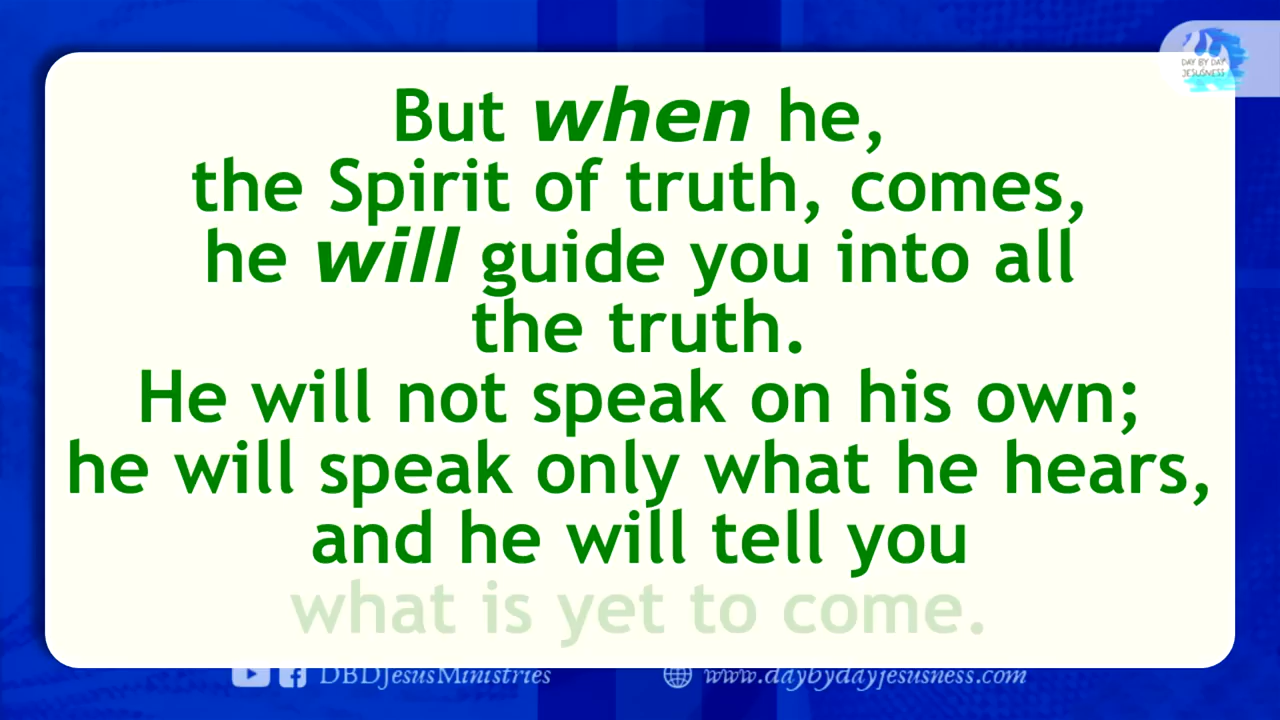 DAY BY DAY
JESUSNESS
But when he,
the Spirit of truth, comes,
he will guide you into all
the truth.
He will not speak on his own;
he will speak only what he hears,
and he will tell you
what is yet to come.
DBDJesusMinistries
www.daybydayjesusness.com